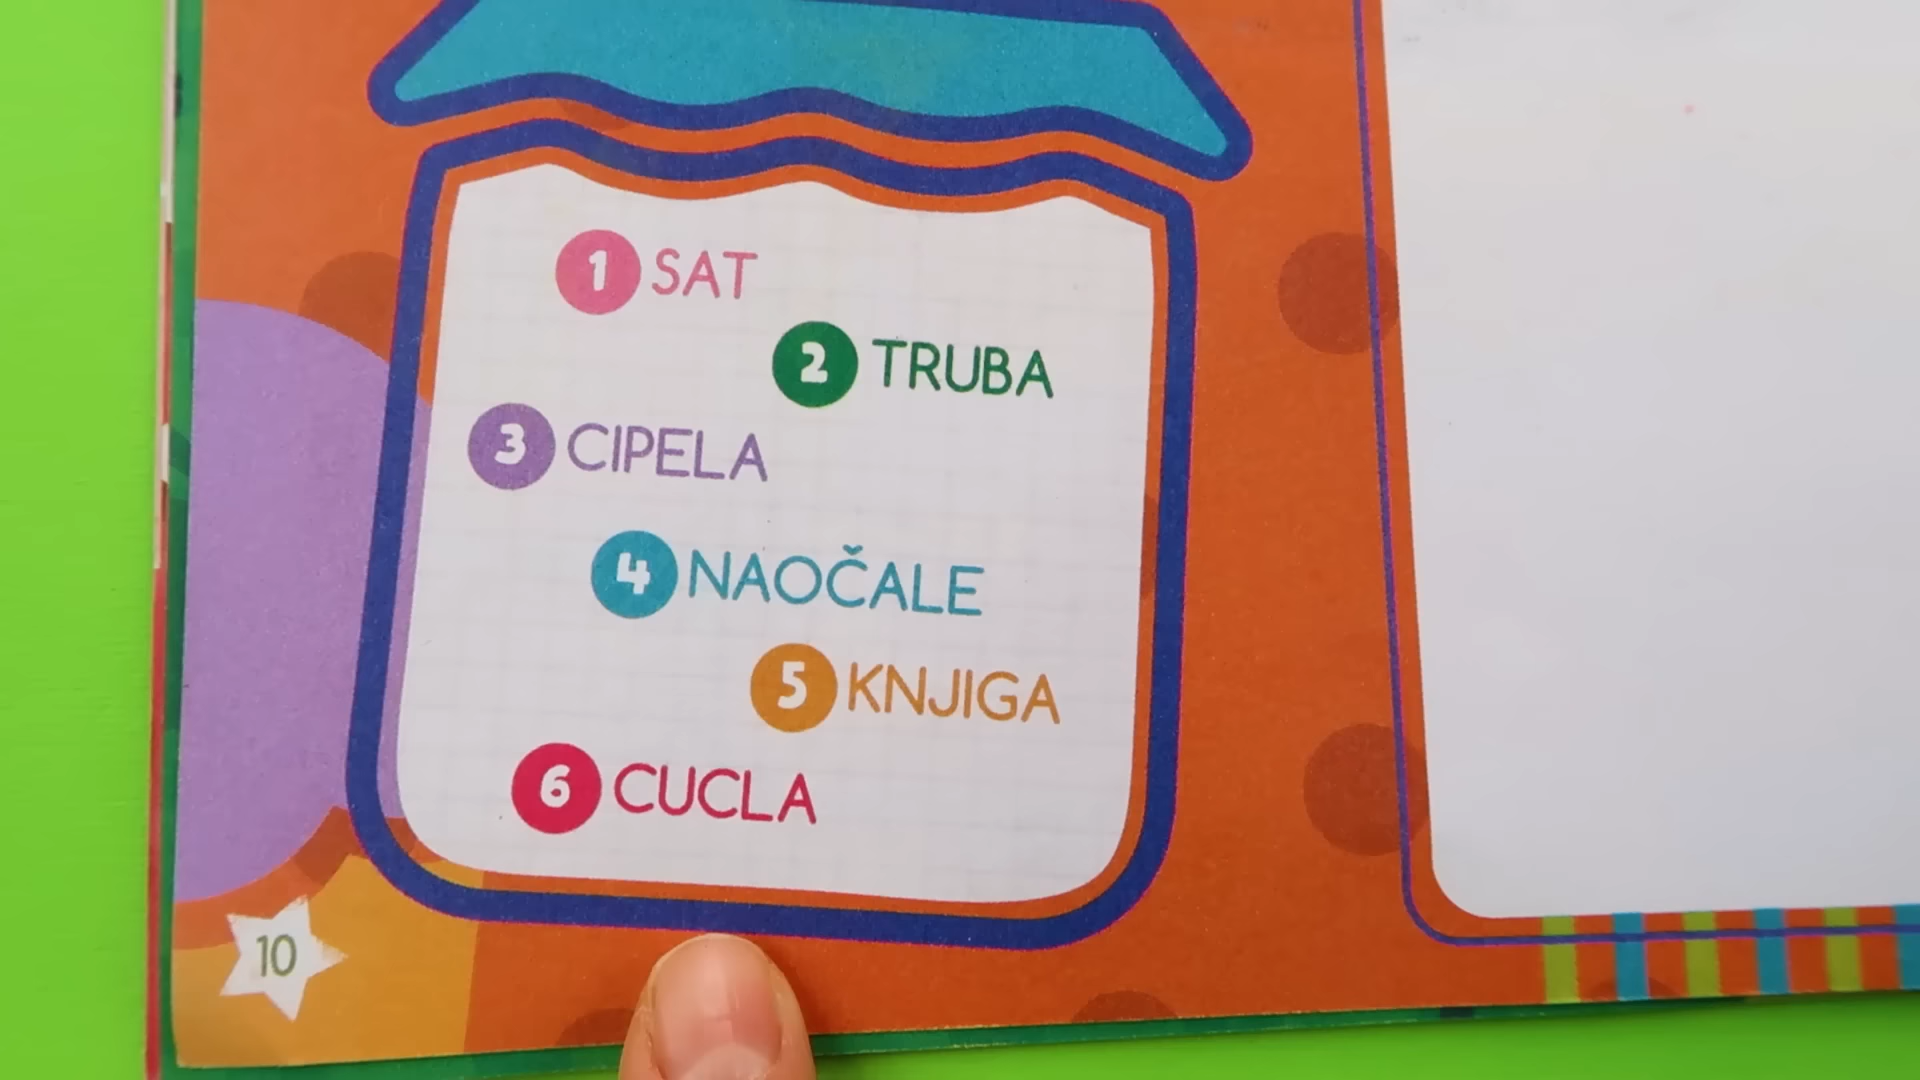 1 SAT
2 TRUBA
3 CIPELA
4 NAOČALE
5 KNJIGA
6 CUCLA
10